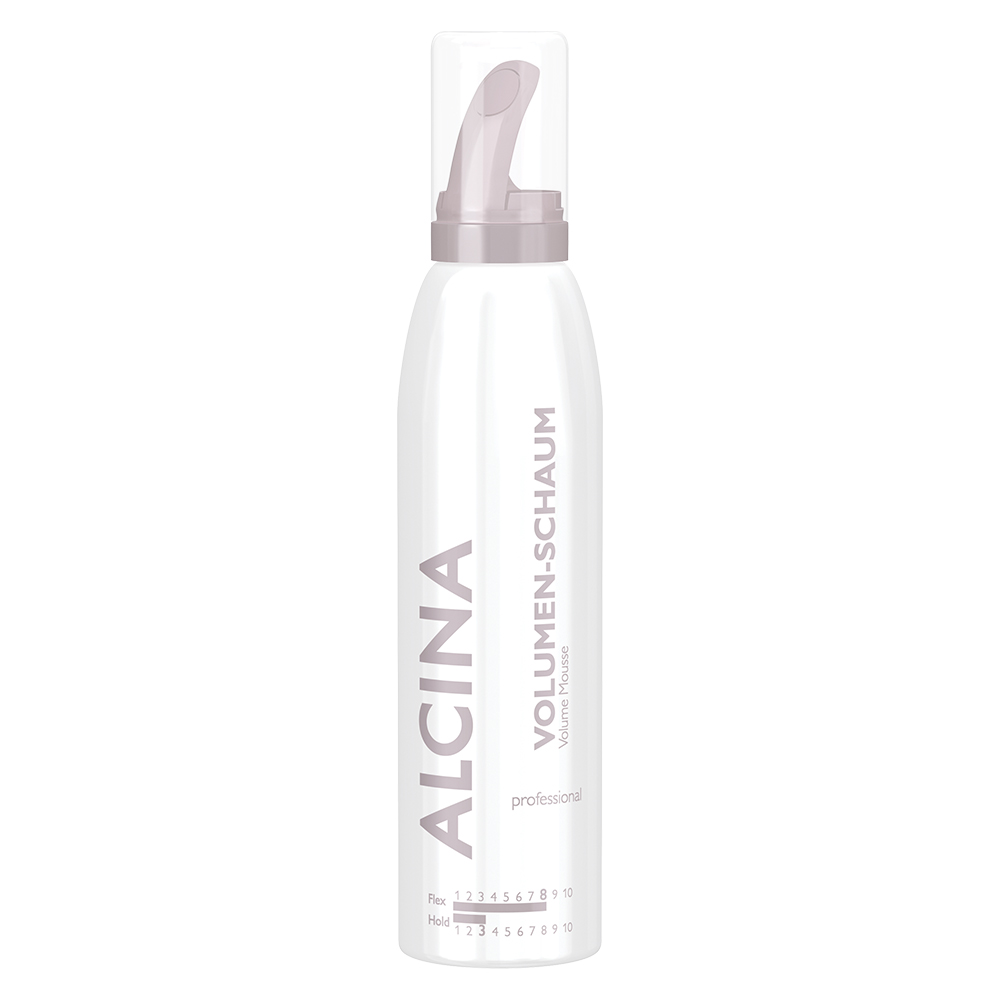 ALCINA
VOLUMEN-SCHAUM
Volume Mousse
professional
Flex 1 2 3 4 5 6 7 8 9 10
Hold 1 2 3 4 5 6 7 8 9 10